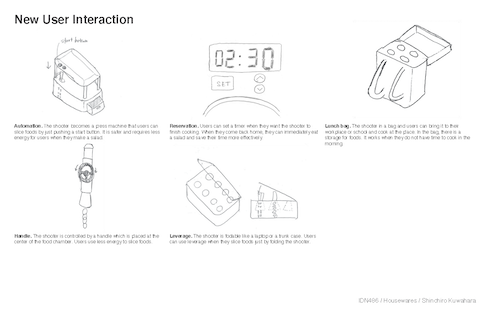 New User Interaction
start button
02:30
SET
Automation. The shooter becomes a press machine that users can
slice foods by just pushing a start button. It is safe and requires less
energy for users when they make a salad.
Reservation. Users can set a timer when they want the shooter to
finish cooking. When they come back home, they can immediately eat
a salad and save their time more effectively.
Lunch bag. The shooter in a bag and users can bring it to their
workplace or school and cook at the place. In the bag, there is a
storage for foods. It works when they do not have time to cook in the
morning.
Handle. The shooter is controlled by a handle which is placed at the
center of the food chamber. Users use less energy to slice foods.
Leverage. The shooter is foldable like a laptop or a trunk case. Users
can use leverage when they slice foods just by folding the shooter.
IDN486 / Housewares / Shinichiro Kuwahara